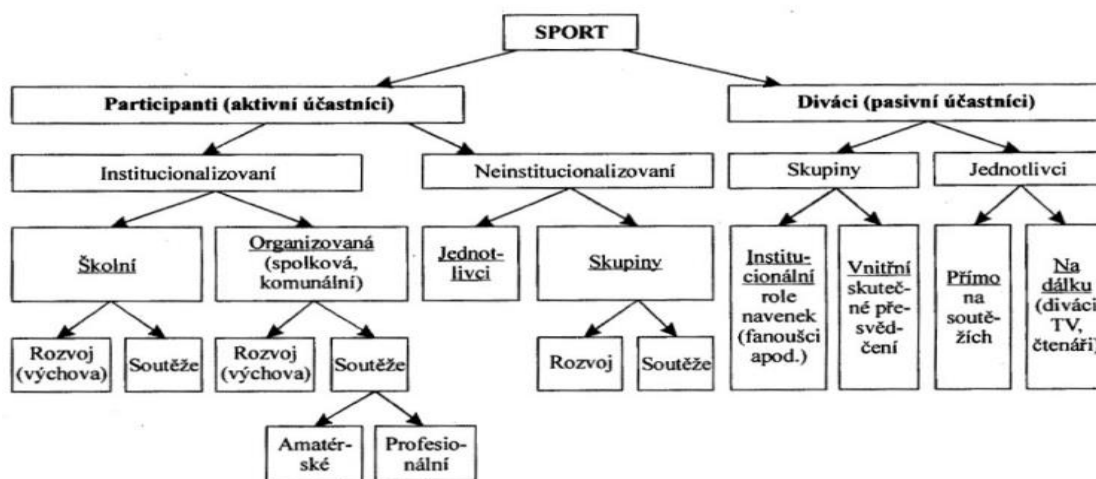 SPORT
Participanti (aktivní účastníci)
Diváci (pasivní účastníci)
Institucionalizovaní
Neinstitucionalizovaní
Skupiny
Jednotlivci
Školní
Organizovaná
(spolková,
komunální)
Jednot-
livci
Skupiny
Institu-
cionální
role
navenek
(fanoušci
apod.)
Vnitřní
skuteč-
né pře-
svěd-
čení
Přímo
na
soutě-
žích
Na
dálku
(diváci
TV,
čtenáři)
Rozvoj
(výchova)
Soutěže
Rozvoj
(výchova)
Soutěže
Rozvoj
Soutěže
Amatér-
ské
Profesio-
nální